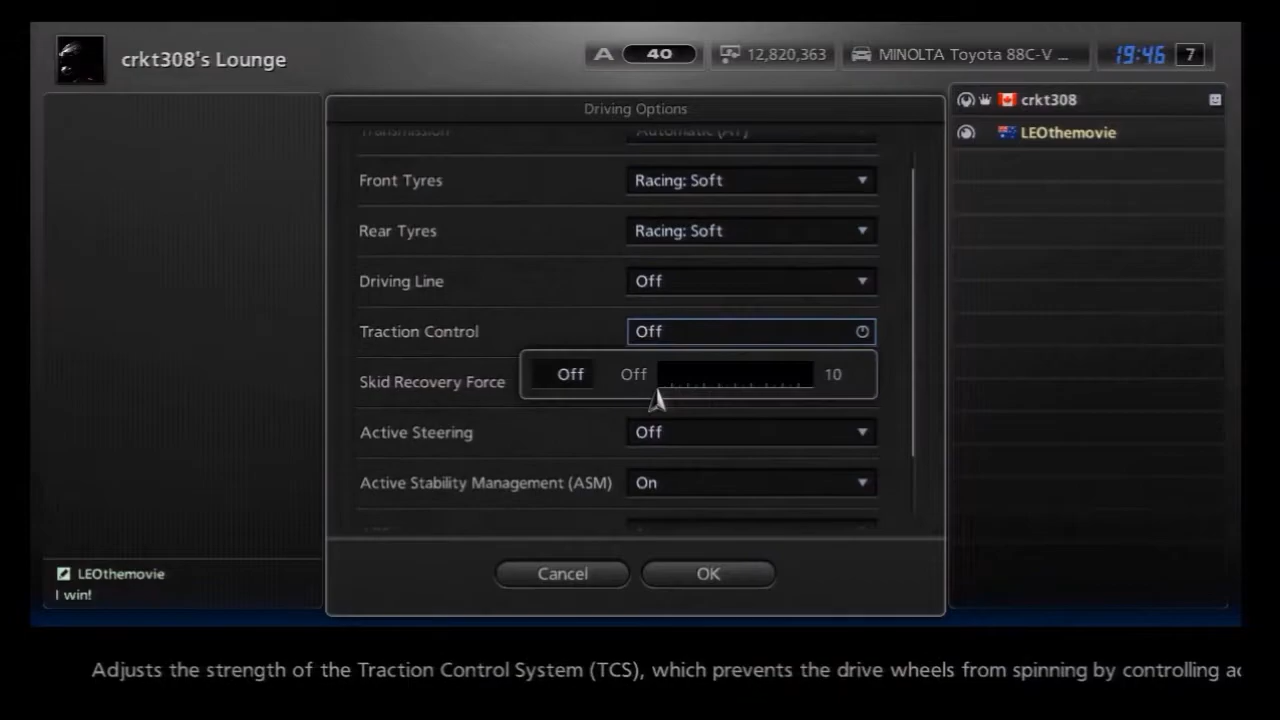 crkt308's Lounge
A 40
12,820,363
MINOLTA Toyota 88C-V ...
19:46 7
Driving Options
Transmission Automatic (AT)
Front Tyres Racing: Soft
Rear Tyres Racing: Soft
Driving Line Off
Traction Control Off
Off Off 10
Skid Recovery Force
Active Steering Off
Active Stability Management (ASM) On
Cancel OK
crkt308
LEOthemovie
LEOthemovie
I win!
Adjusts the strength of the Traction Control System (TCS), which prevents the drive wheels from spinning by controlling